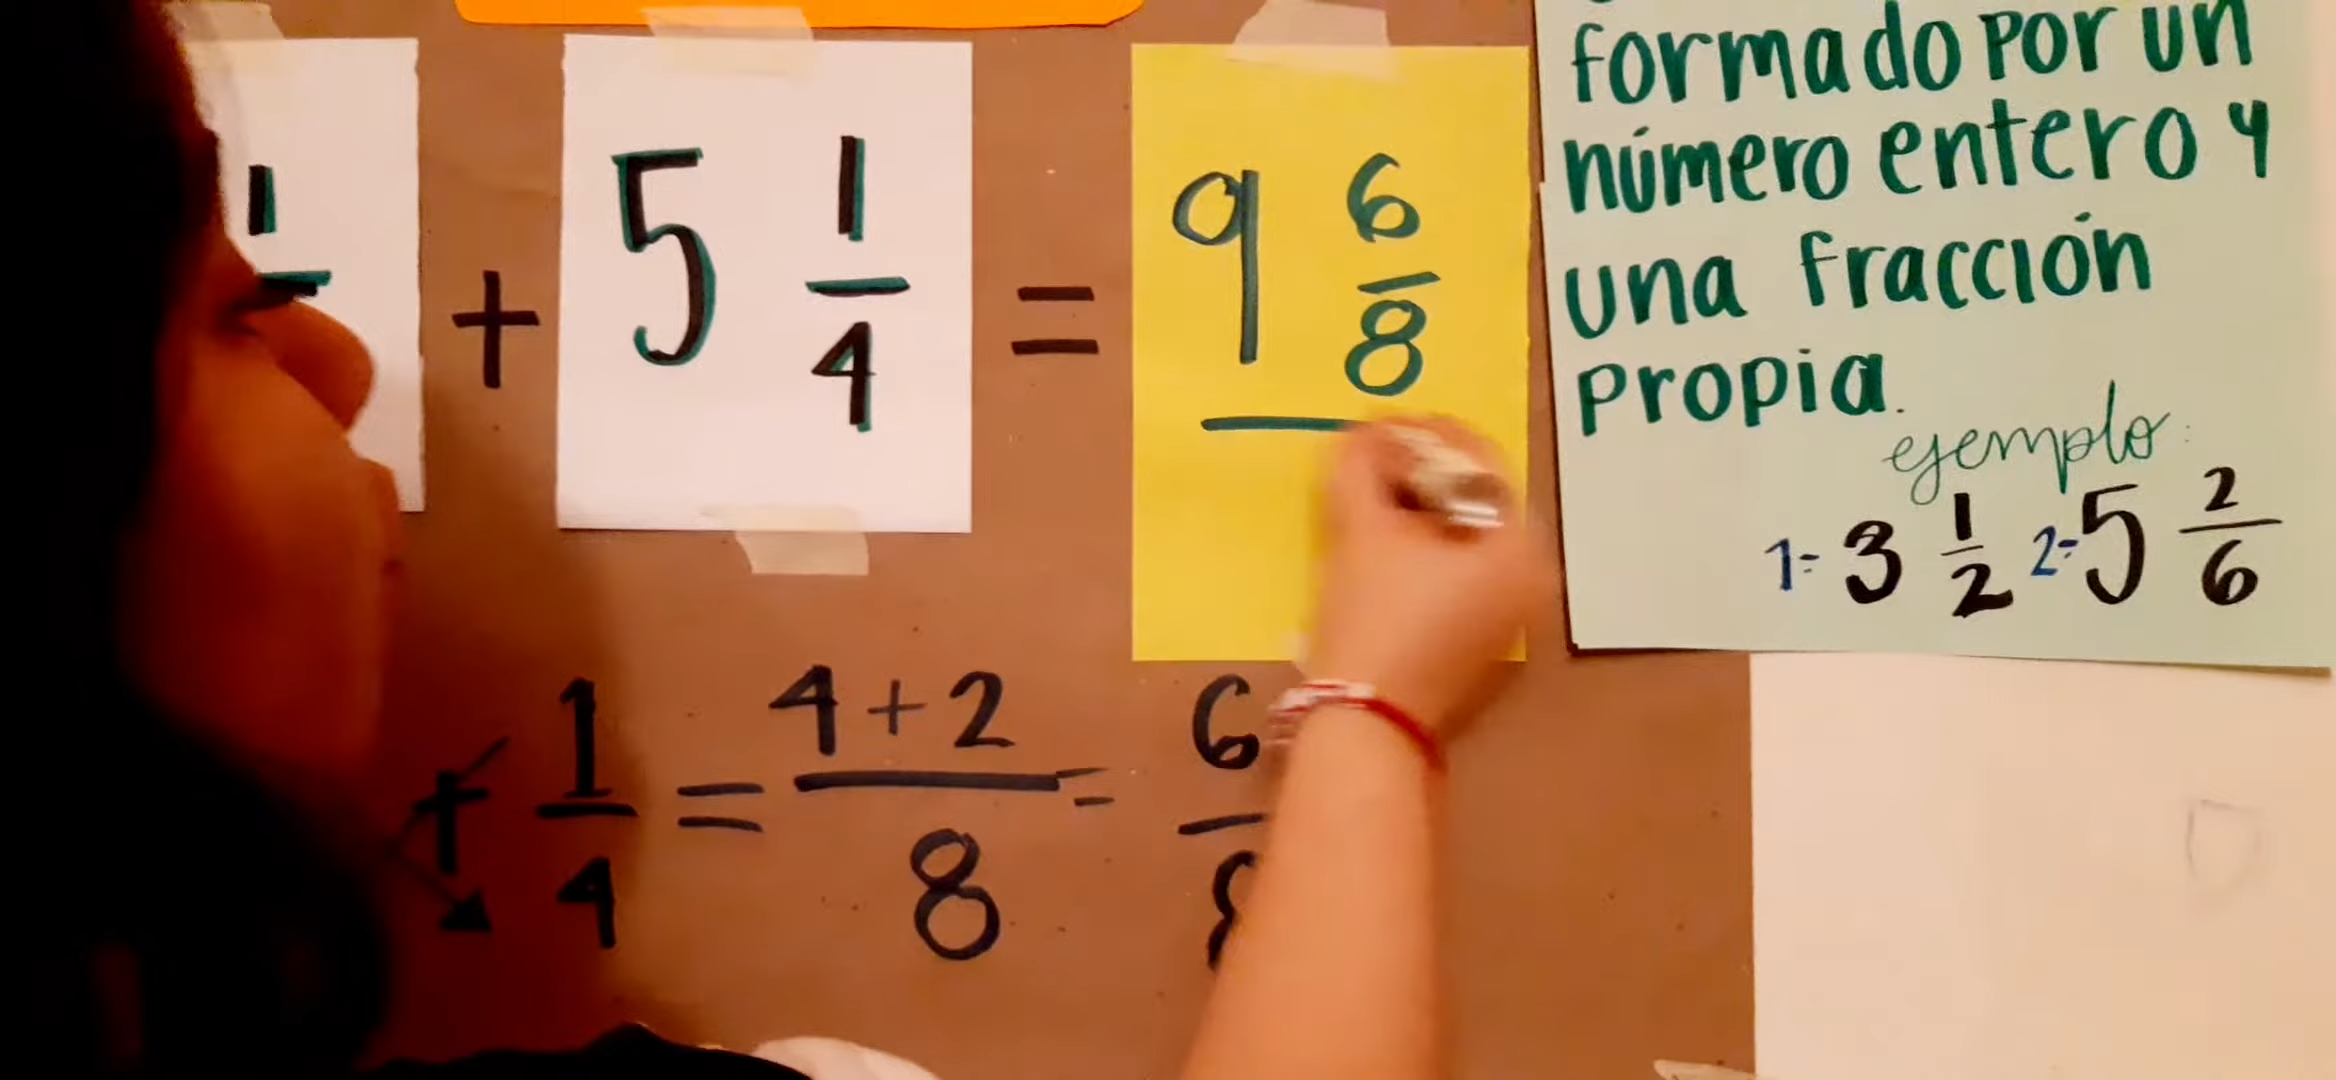 1 + 5 1/4 = 9 6/8
+ 1/4 = 4+2/8 = 6
formado por un
número entero y
una fracción
propia.
ejemplo:
1= 3 1/2 2= 5 2/6